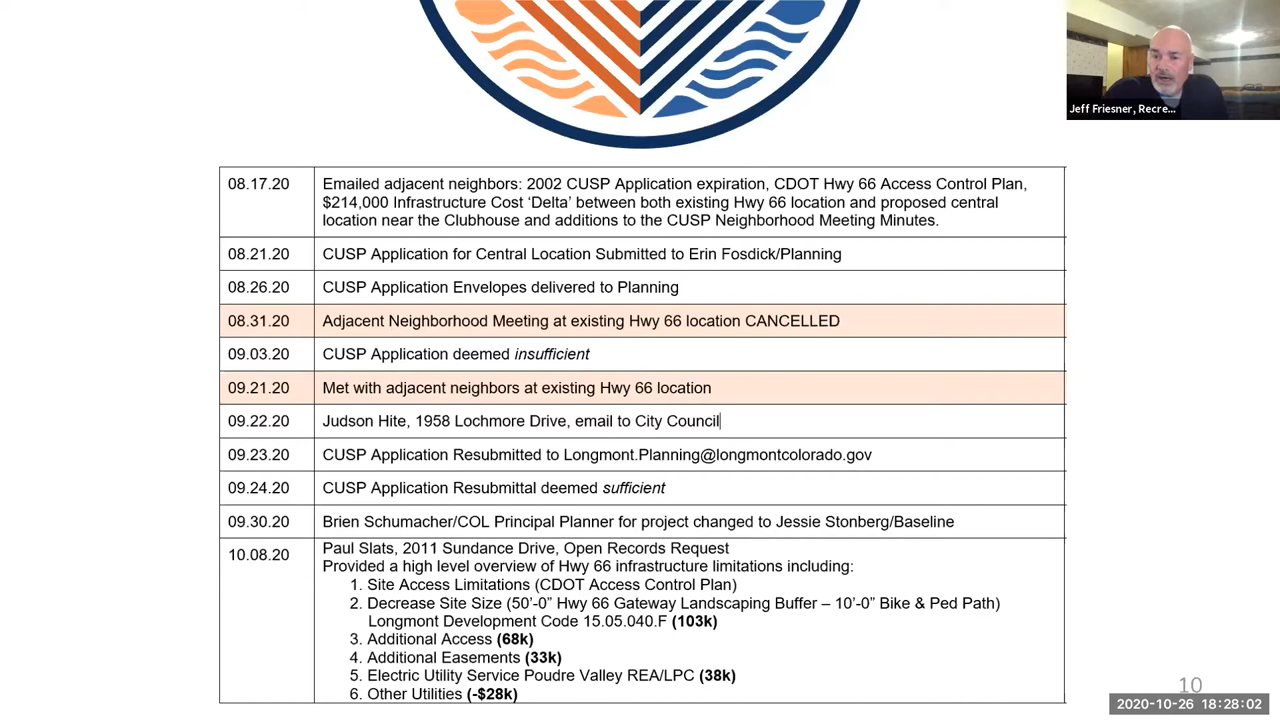 Jeff Friesner, Recre...
08.17.20 Emailed adjacent neighbors: 2002 CUSP Application expiration, CDOT Hwy 66 Access Control Plan,
$214,000 Infrastructure Cost ‘Delta’ between both existing Hwy 66 location and proposed central
location near the Clubhouse and additions to the CUSP Neighborhood Meeting Minutes.
08.21.20 CUSP Application for Central Location Submitted to Erin Fosdick/Planning
08.26.20 CUSP Application Envelopes delivered to Planning
08.31.20 Adjacent Neighborhood Meeting at existing Hwy 66 location CANCELLED
09.03.20 CUSP Application deemed insufficient
09.21.20 Met with adjacent neighbors at existing Hwy 66 location
09.22.20 Judson Hite, 1958 Lochmore Drive, email to City Council
09.23.20 CUSP Application Resubmitted to Longmont.Planning@longmontcolorado.gov
09.24.20 CUSP Application Resubmittal deemed sufficient
09.30.20 Brien Schumacher/COL Principal Planner for project changed to Jessie Stonberg/Baseline
10.08.20 Paul Slats, 2011 Sundance Drive, Open Records Request
Provided a high level overview of Hwy 66 infrastructure limitations including:
1. Site Access Limitations (CDOT Access Control Plan)
2. Decrease Site Size (50’-0” Hwy 66 Gateway Landscaping Buffer – 10’-0” Bike & Ped Path)
Longmont Development Code 15.05.040.F (103k)
3. Additional Access (68k)
4. Additional Easements (33k)
5. Electric Utility Service Poudre Valley REA/LPC (38k)
6. Other Utilities (-$28k)
10
2020-10-26 18:28:02